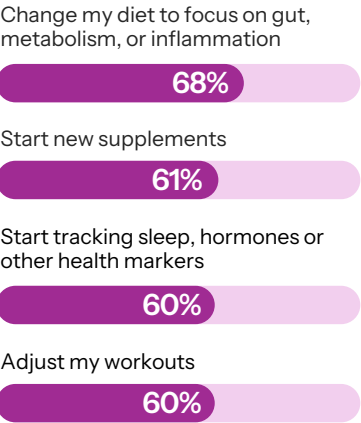 Change my diet to focus on gut,
metabolism, or inflammation
68%
Start new supplements
61%
Start tracking sleep, hormones or
other health markers
60%
Adjust my workouts
60%